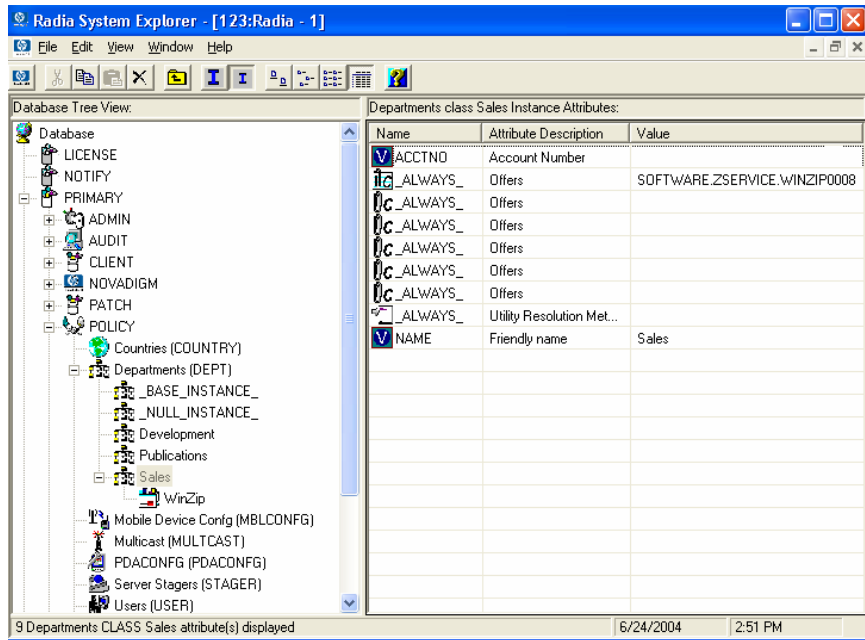 Radia System Explorer - [123:Radia - 1]
File Edit View Window Help
Database Tree View:
Departments class Sales Instance Attributes:
Database
LICENSE
NOTIFY
PRIMARY
ADMIN
AUDIT
CLIENT
NOVADIGM
PATCH
POLICY
Countries (COUNTRY)
Departments (DEPT)
_BASE_INSTANCE_
_NULL_INSTANCE_
Development
Publications
Sales
WinZip
Mobile Device Confg (MBLCONFG)
Multicast (MULTCAST)
PDACONFG (PDACONFG)
Server Stagers (STAGER)
Users (USER)
Name Attribute Description Value
V ACCTNO Account Number
_ALWAYS_ Offers SOFTWARE.ZSERVICE.WINZIP0008
_ALWAYS_ Offers
_ALWAYS_ Offers
_ALWAYS_ Offers
_ALWAYS_ Offers
_ALWAYS_ Offers
_ALWAYS_ Utility Resolution Met...
V NAME Friendly name Sales
9 Departments CLASS Sales attribute(s) displayed 6/24/2004 2:51 PM